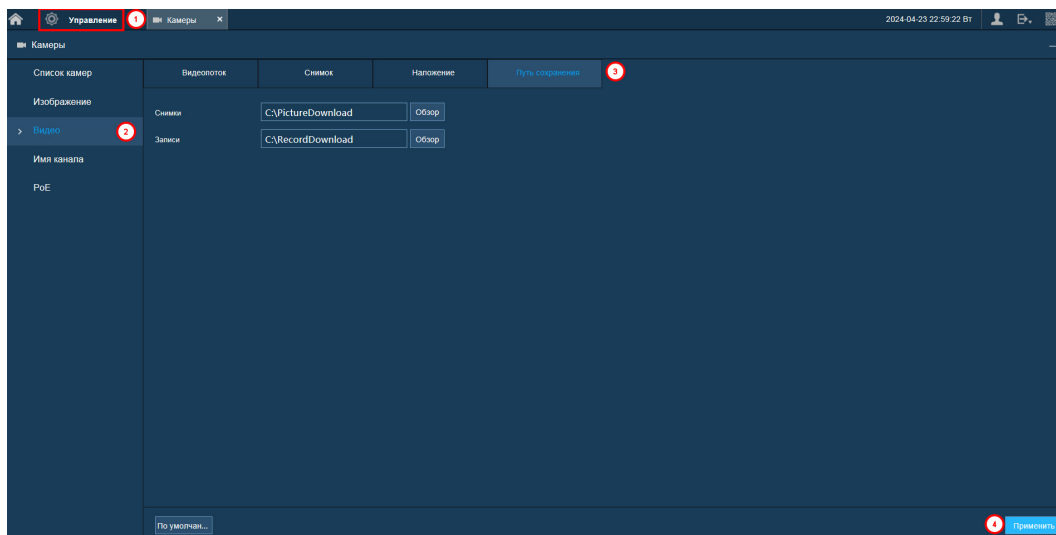 Управление 1 Камеры × 2024-04-23 22:59:22 Вт
Камеры
Список камер Видеопоток Снимок Наложение Путь сохранения 3
Изображение Снимки C:\PictureDownload Обзор
> Видео 2 Записи C:\RecordDownload Обзор
Имя канала
PoE
По умолчан... 4 Применить